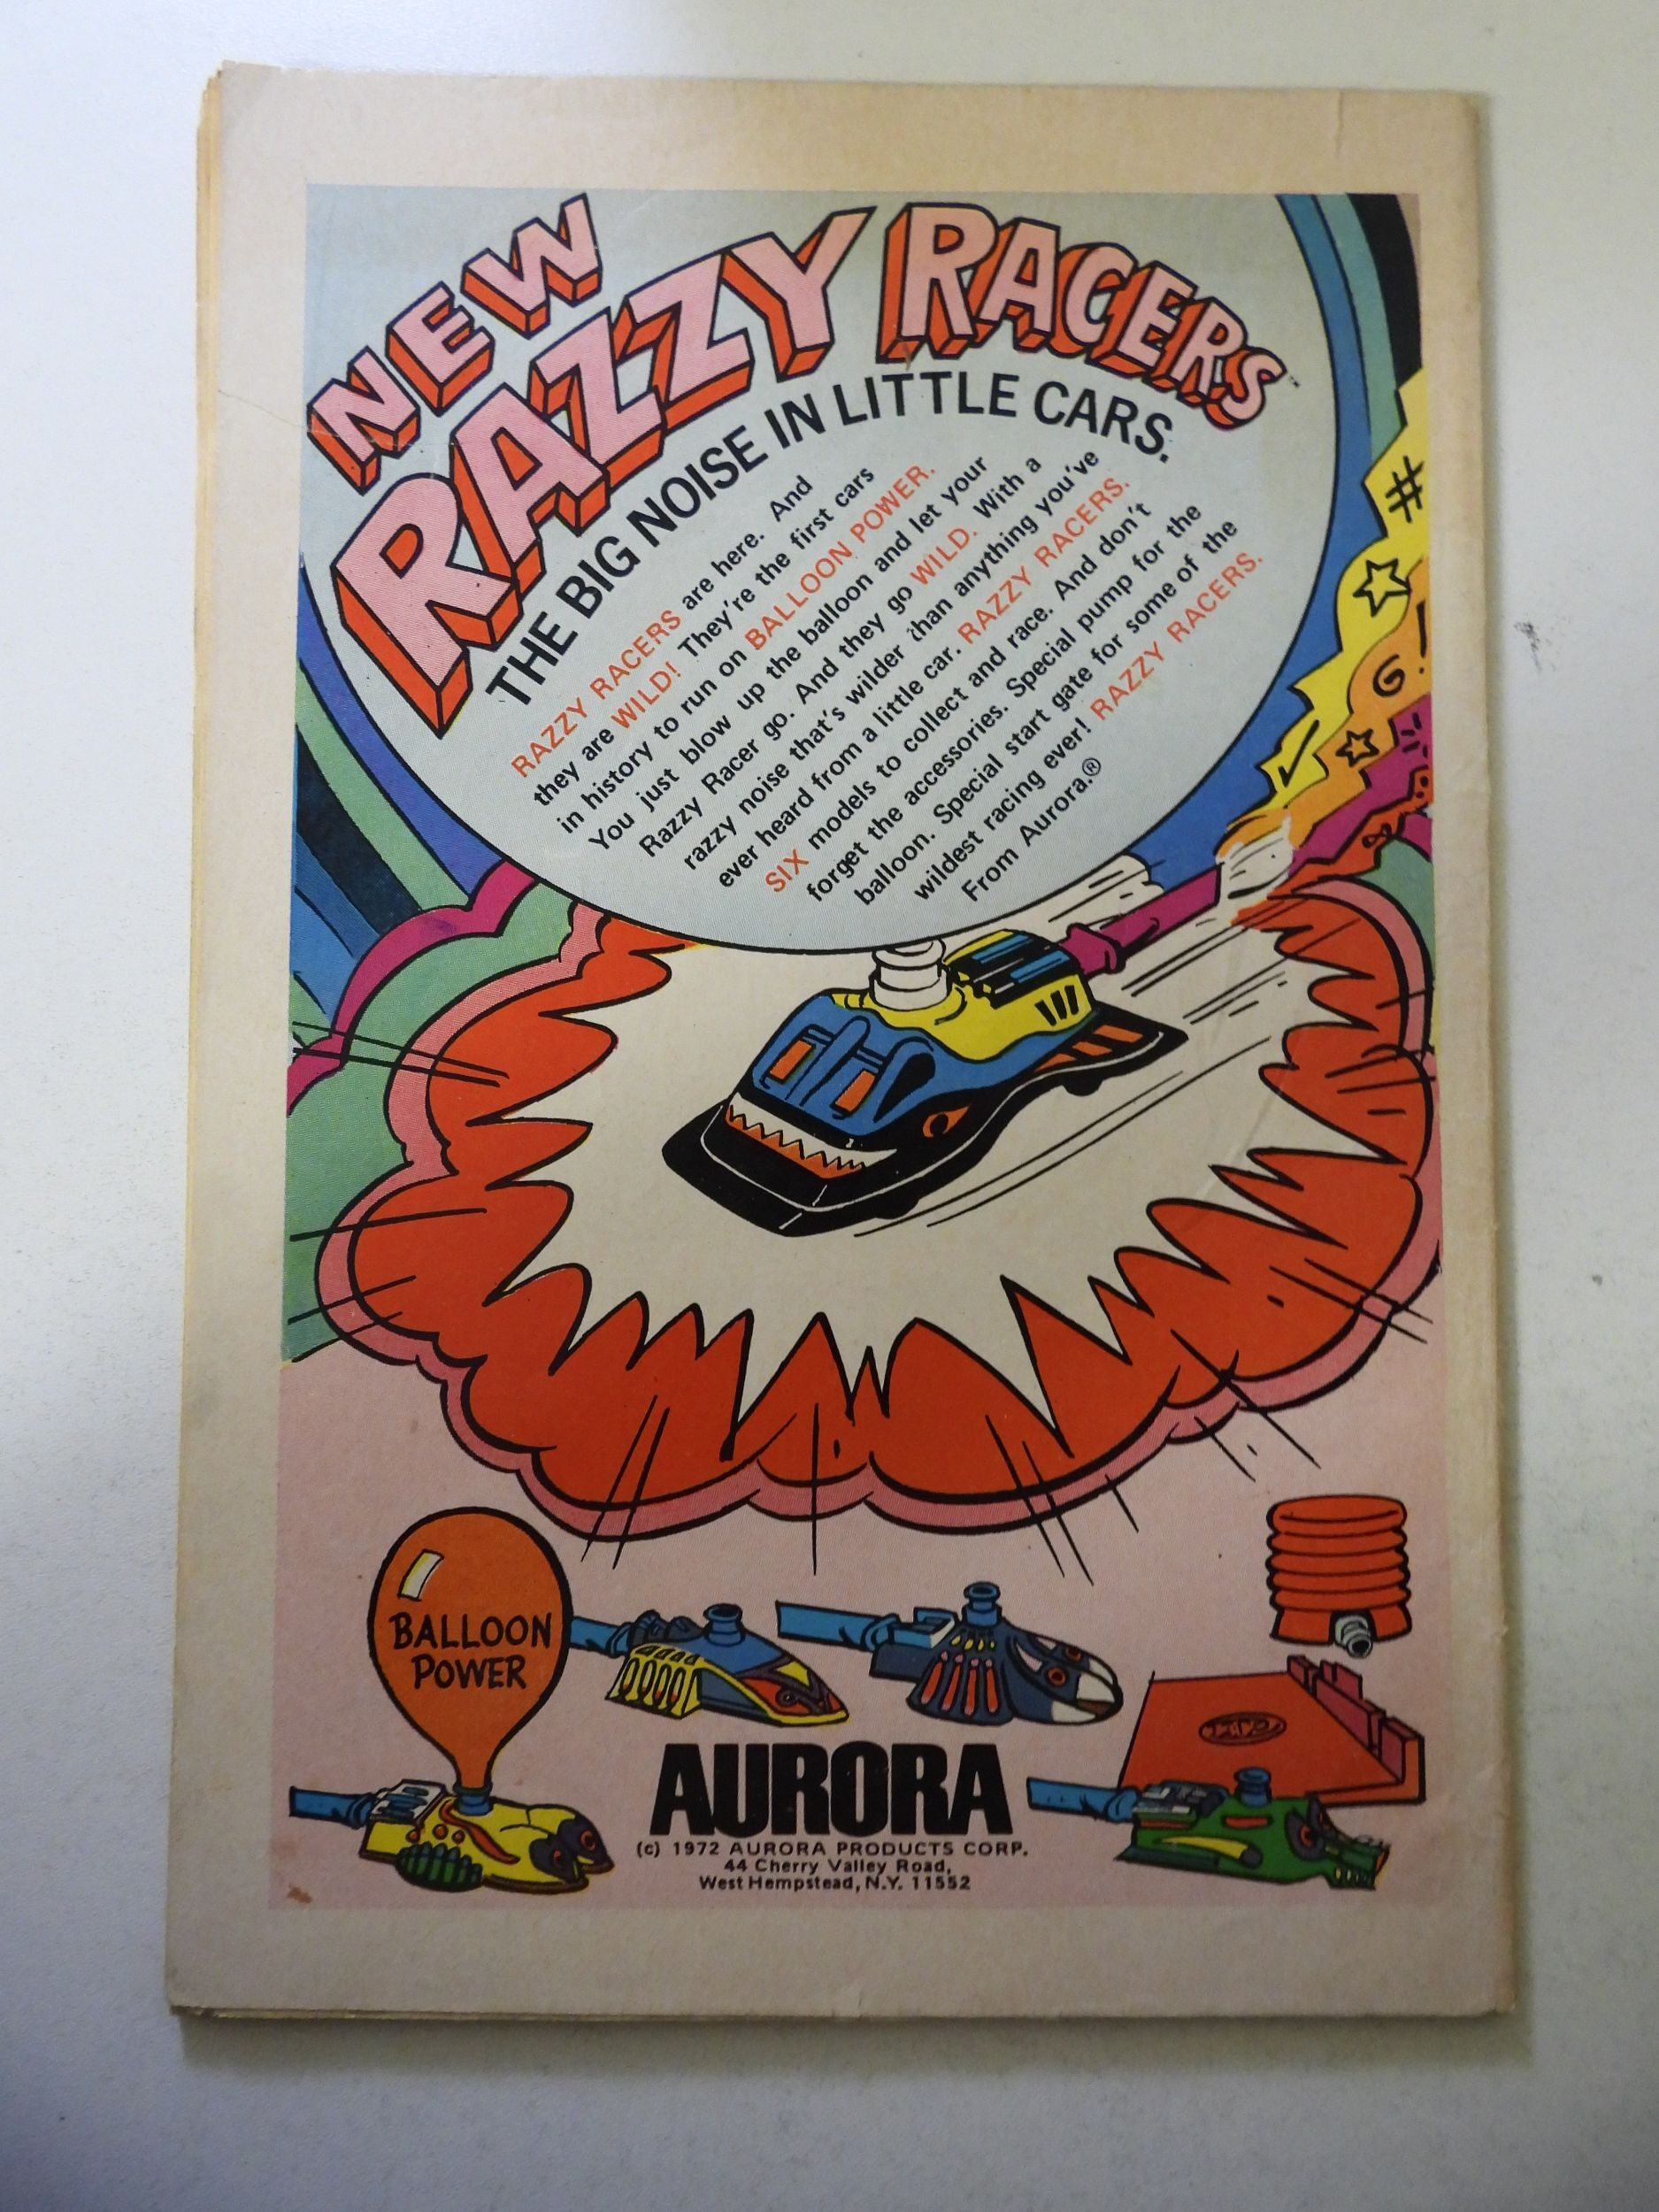 NEW
RAZZY RACERS™
THE BIG NOISE IN LITTLE CARS.
RAZZY RACERS are here. And
they are WILD! They're the first cars
in history to run on BALLOON POWER.
You just blow up the balloon and let your
Razzy Racer go. And they go WILD. With a
razzy noise that's wilder than anything you've
ever heard from a little car. RAZZY RACERS.
SIX models to collect and race. And don't
forget the accessories. Special pump for the
balloon. Special start gate for some of the
wildest racing ever! RAZZY RACERS.
From Aurora.®
#
G!
BALLOON
POWER
AURORA
(c) 1972 AURORA PRODUCTS CORP.
44 Cherry Valley Road,
West Hempstead, N.Y. 11552